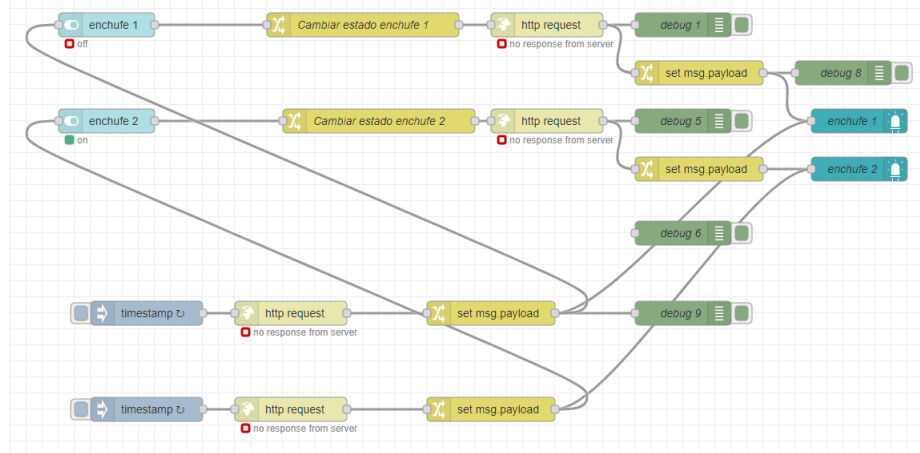 enchufe 1
Cambiar estado enchufe 1
http request
debug 1
off
no response from server
set msg.payload
debug 8
enchufe 2
Cambiar estado enchufe 2
http request
debug 5
enchufe 1
on
no response from server
set msg.payload
enchufe 2
debug 6
timestamp ↻
http request
set msg.payload
debug 9
no response from server
timestamp ↻
http request
set msg.payload
no response from server